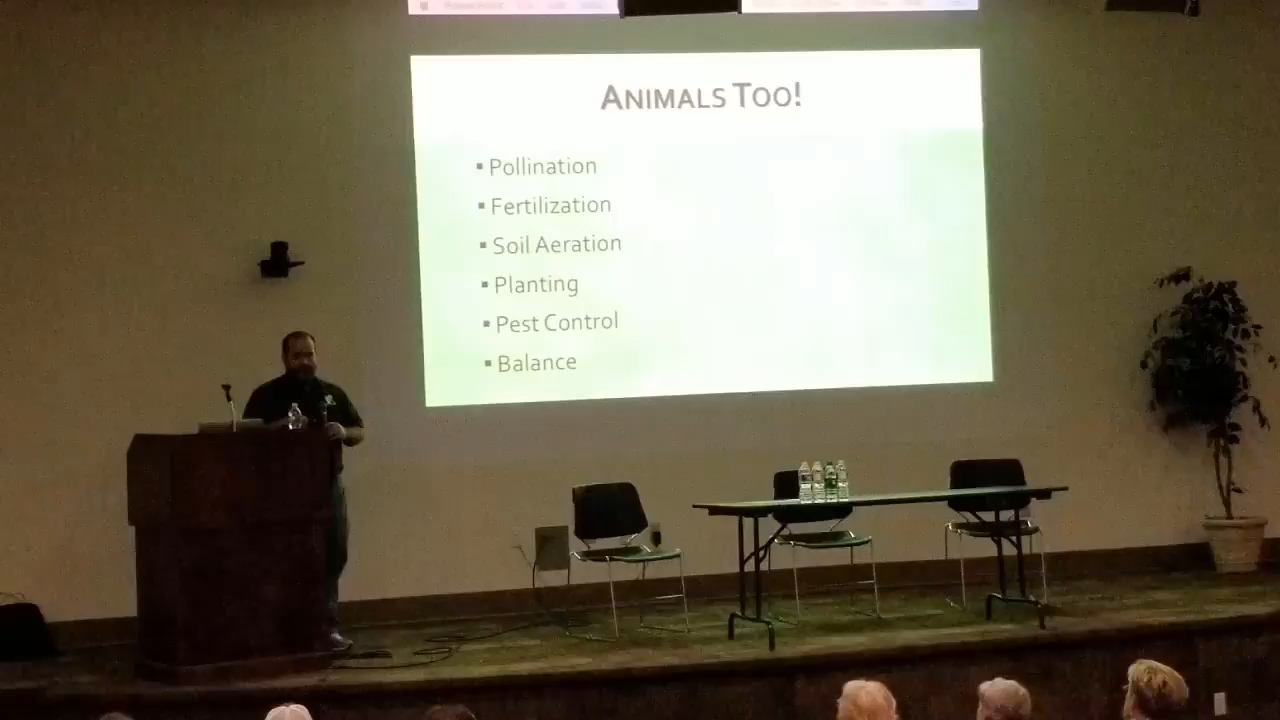 ANIMALS TOO!
▪ Pollination
▪ Fertilization
▪ Soil Aeration
▪ Planting
▪ Pest Control
▪ Balance